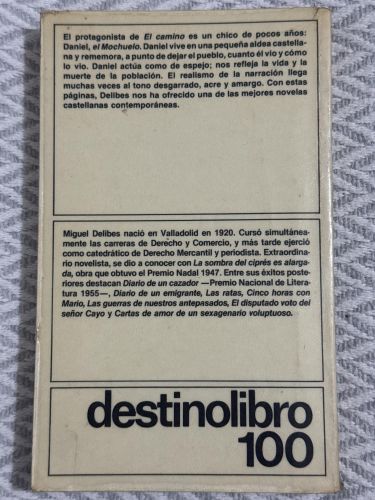 El protagonista de El camino es un chico de pocos años:
Daniel, el Mochuelo. Daniel vive en una pequeña aldea castella-
na y rememora, a punto de dejar el pueblo, cuanto él vio y cómo
lo vio. Daniel actúa como de espejo; nos refleja la vida y la
muerte de la población. El realismo de la narración llega
muchas veces al tono desgarrado, acre y amargo. Con estas
páginas, Delibes nos ha ofrecido una de las mejores novelas
castellanas contemporáneas.
Miguel Delibes nació en Valladolid en 1920. Cursó simultánea-
mente las carreras de Derecho y Comercio, y más tarde ejerció
como catedrático de Derecho Mercantil y periodista. Extraordina-
rio novelista, se dio a conocer con La sombra del ciprés es alarga-
da, obra que obtuvo el Premio Nadal 1947. Entre sus éxitos poste-
riores destacan Diario de un cazador —Premio Nacional de Litera-
tura 1955—, Diario de un emigrante, Las ratas, Cinco horas con
Mario, Las guerras de nuestros antepasados, El disputado voto del
señor Cayo y Cartas de amor de un sexagenario voluptuoso.
destinolibro
100